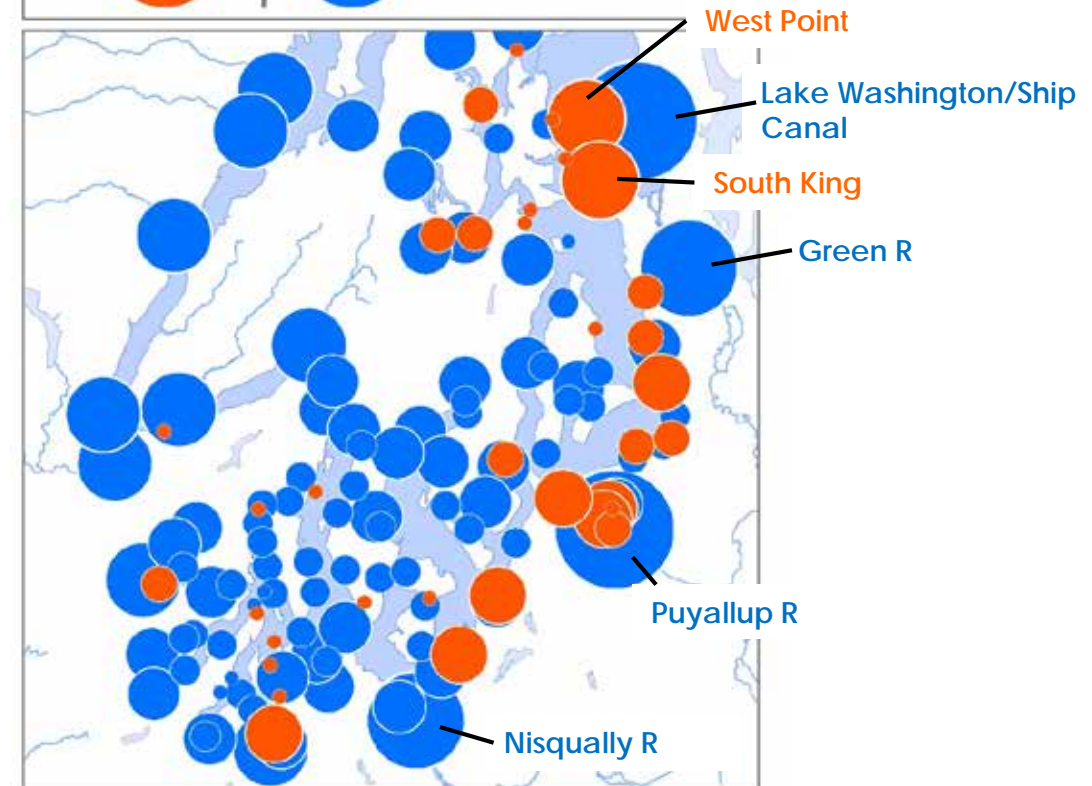 West Point
Lake Washington/Ship
Canal
South King
Green R
Puyallup R
Nisqually R